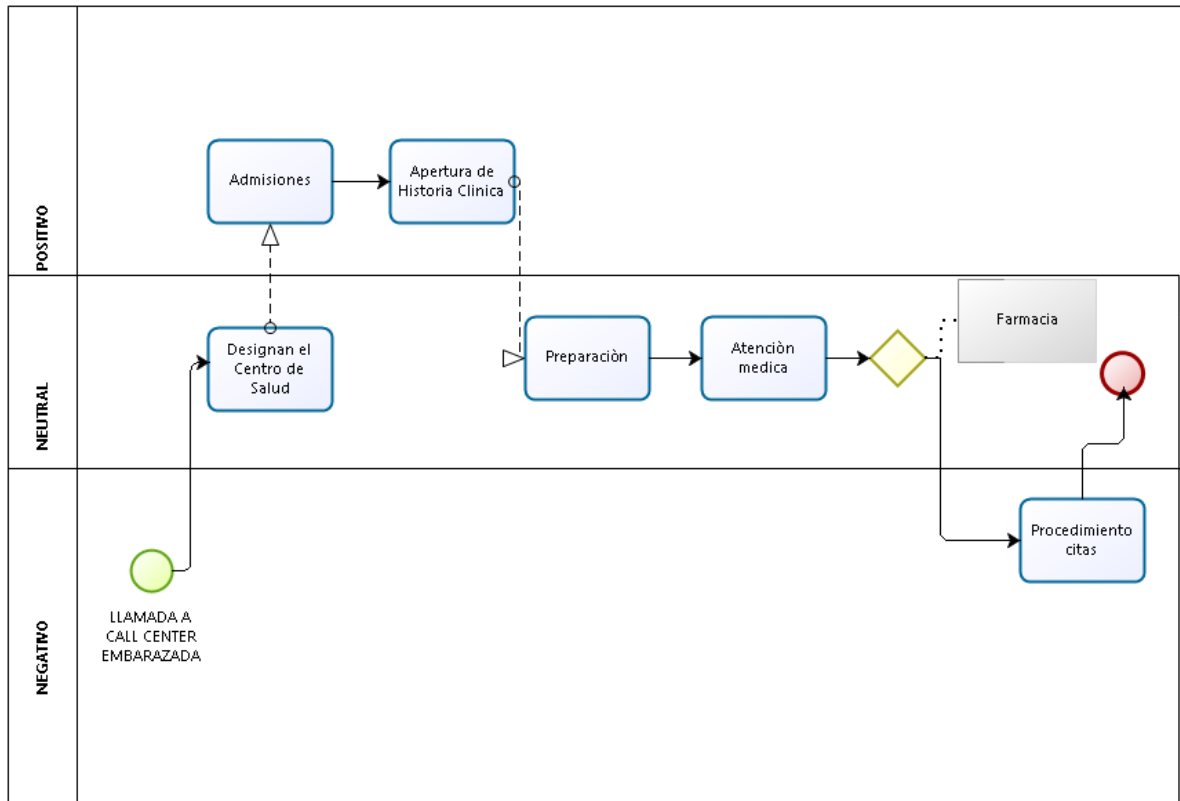 POSITIVO
Admisiones
Apertura de
Historia Clinica
NEUTRAL
Designan el
Centro de
Salud
Preparaciòn
Atenciòn
medica
Farmacia
NEGATIVO
LLAMADA A
CALL CENTER
EMBARAZADA
Procedimiento
citas